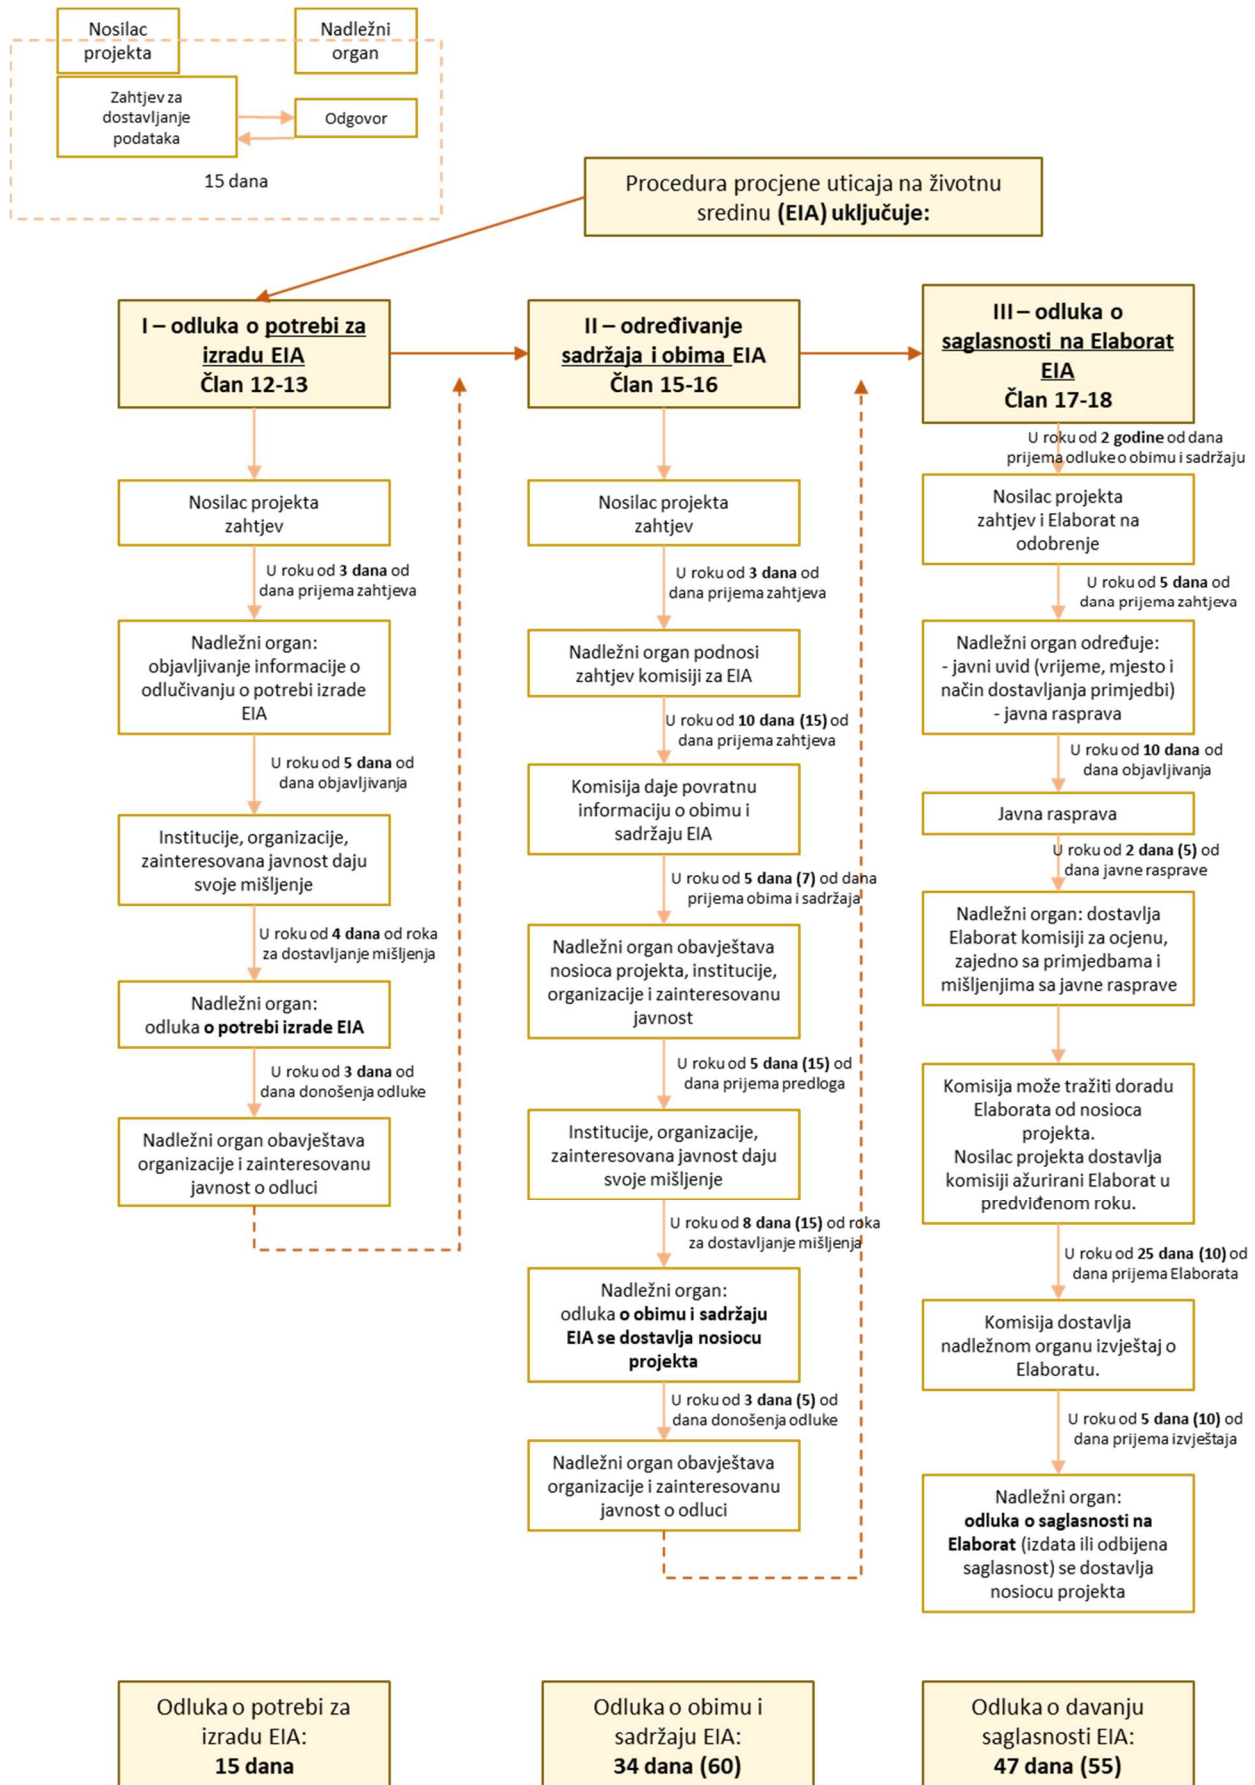 Nosilac
projekta
Nadležni
organ
Zahtjev za
dostavljanje
podataka
Odgovor
15 dana
Procedura procjene uticaja na životnu
sredinu (EIA) uključuje:
I – odluka o potrebi za
izradu EIA
Član 12-13
Nosilac projekta
zahtjev
U roku od 3 dana od
dana prijema zahtjeva
Nadležni organ:
objavljivanje informacije o
odlučivanju o potrebi izrade
EIA
U roku od 5 dana od
dana objavljivanja
Institucije, organizacije,
zainteresovana javnost daju
svoje mišljenje
U roku od 4 dana od roka
za dostavljanje mišljenja
Nadležni organ:
odluka o potrebi izrade EIA
U roku od 3 dana od
dana donošenja odluke
Nadležni organ obavještava
organizacije i zainteresovanu
javnost o odluci
II – određivanje
sadržaja i obima EIA
Član 15-16
Nosilac projekta
zahtjev
U roku od 3 dana od
dana prijema zahtjeva
Nadležni organ podnosi
zahtjev komisiji za EIA
U roku od 10 dana (15) od
dana prijema zahtjeva
Komisija daje povratnu
informaciju o obimu i
sadržaju EIA
U roku od 5 dana (7) od dana
prijema obima i sadržaja
Nadležni organ obavještava
nosioca projekta, institucije,
organizacije i zainteresovanu
javnost
U roku od 5 dana (15) od
dana prijema predloga
Institucije, organizacije,
zainteresovana javnost daju
svoje mišljenje
U roku od 8 dana (15) od roka
za dostavljanje mišljenja
Nadležni organ:
odluka o obimu i sadržaju
EIA se dostavlja nosiocu
projekta
U roku od 3 dana (5) od
dana donošenja odluke
Nadležni organ obavještava
organizacije i zainteresovanu
javnost o odluci
III – odluka o
saglasnosti na Elaborat
EIA
Član 17-18
U roku od 2 godine od dana
prijema odluke o obimu i sadržaju
Nosilac projekta
zahtjev i Elaborat na
odobrenje
U roku od 5 dana od
dana prijema zahtjeva
Nadležni organ određuje:
- javni uvid (vrijeme, mjesto i
način dostavljanja primjedbi)
- javna rasprava
U roku od 10 dana od
dana objavljivanja
Javna rasprava
U roku od 2 dana (5) od
dana javne rasprave
Nadležni organ: dostavlja
Elaborat komisiji za ocjenu,
zajedno sa primjedbama i
mišljenjima sa javne rasprave
Komisija može tražiti doradu
Elaborata od nosioca
projekta.
Nosilac projekta dostavlja
komisiji ažurirani Elaborat u
predviđenom roku.
U roku od 25 dana (10) od
dana prijema Elaborata
Komisija dostavlja
nadležnom organu izvještaj o
Elaboratu.
U roku od 5 dana (10) od
dana prijema izvještaja
Nadležni organ:
odluka o saglasnosti na
Elaborat (izdata ili odbijena
saglasnost) se dostavlja
nosiocu projekta
Odluka o potrebi za
izradu EIA:
15 dana
Odluka o obimu i
sadržaju EIA:
34 dana (60)
Odluka o davanju
saglasnosti EIA:
47 dana (55)